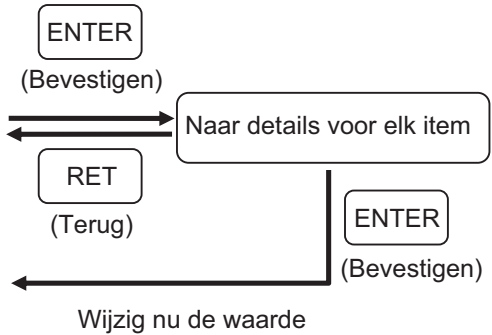 ENTER
(Bevestigen)
Naar details voor elk item
RET
(Terug)
ENTER
(Bevestigen)
Wijzig nu de waarde